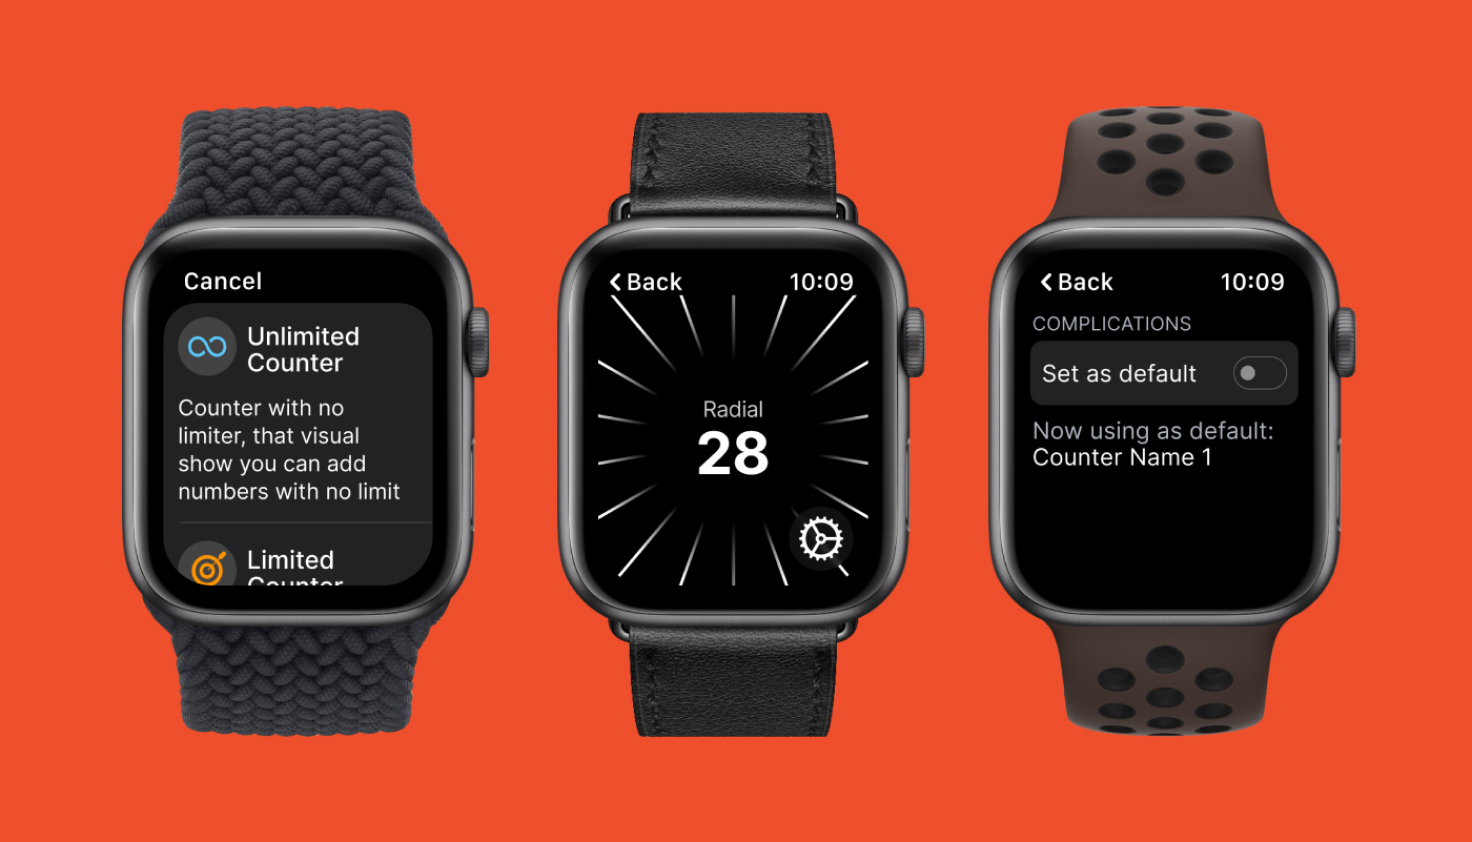 Cancel
Unlimited
Counter
Counter with no
limiter, that visual
show you can add
numbers with no limit
Limited
Counter
Back 10:09
Radial
28
Back 10:09
COMPLICATIONS
Set as default
Now using as default:
Counter Name 1